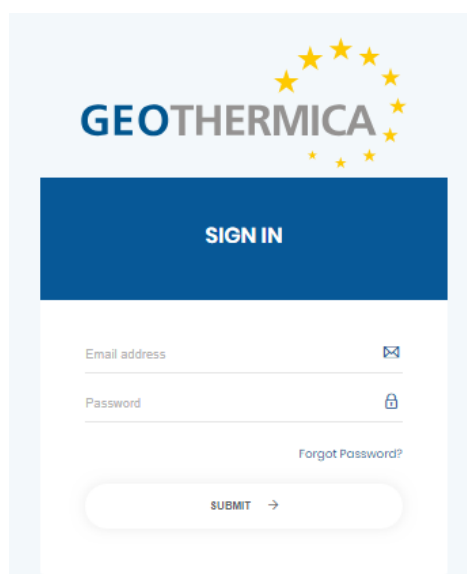 GEOTHERMICA
SIGN IN
Email address
Password
Forgot Password?
SUBMIT →